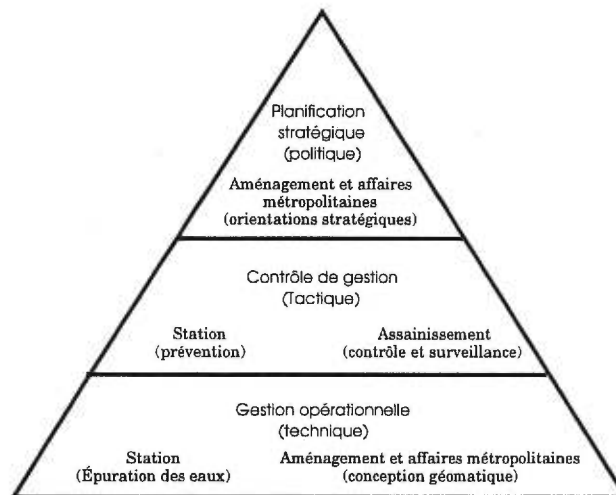 Planification
stratégique
(politique)
Aménagement et affaires
métropolitaines
(orientations stratégiques)
Contrôle de gestion
(Tactique)
Station
(prévention)
Assainissement
(contrôle et surveillance)
Gestion opérationnelle
(technique)
Station
(Épuration des eaux)
Aménagement et affaires métropolitaines
(conception géomatique)